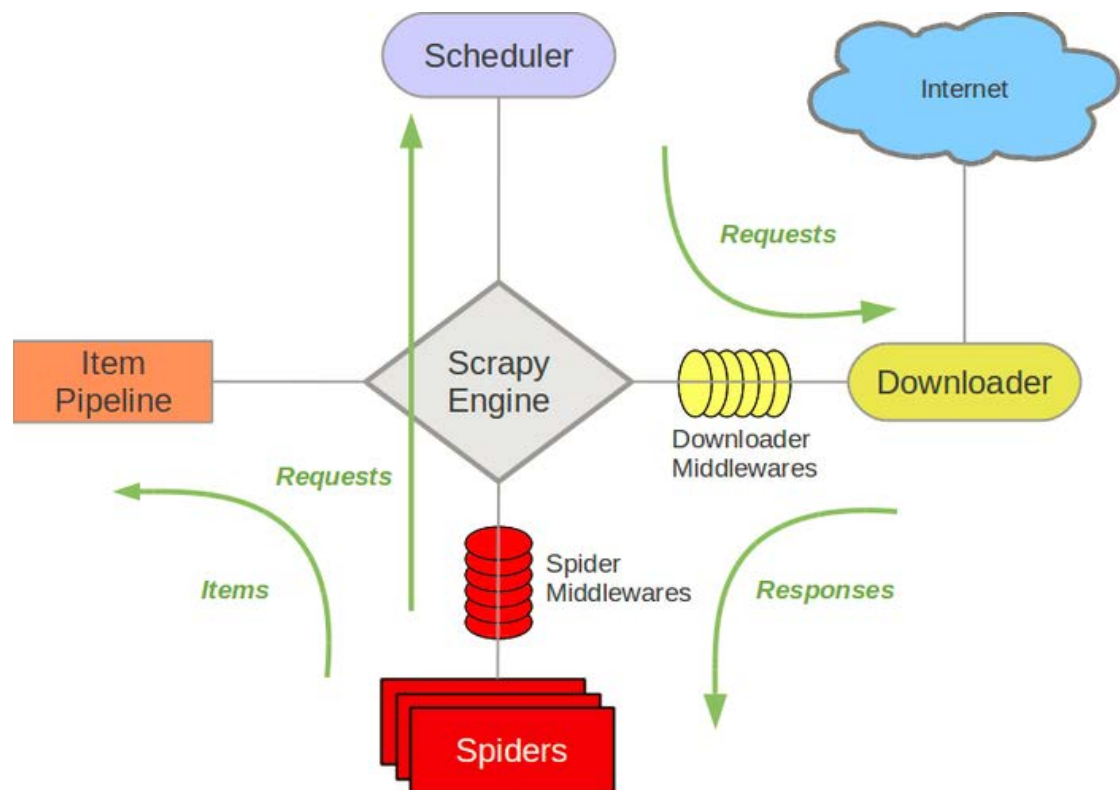 Scheduler
Internet
Requests
Item
Pipeline
Scrapy
Engine
Downloader
Downloader
Middlewares
Requests
Items
Spider
Middlewares
Responses
Spiders